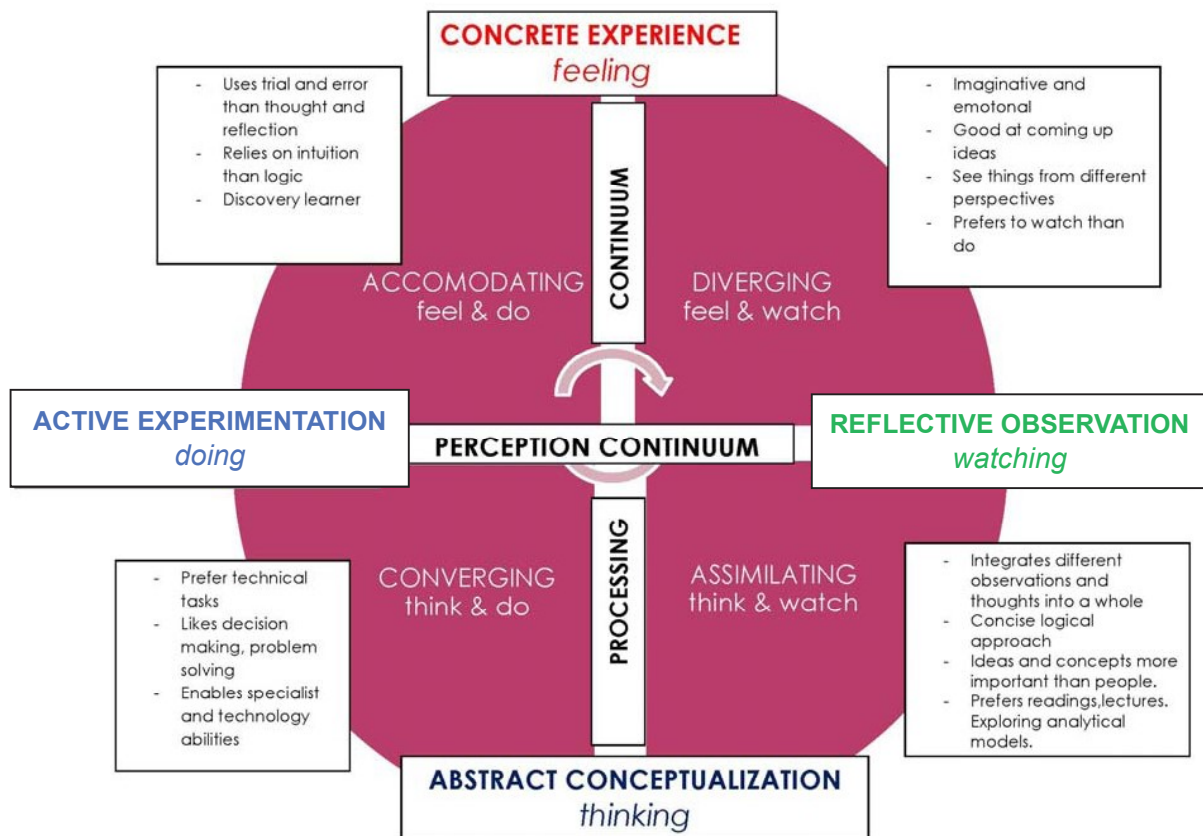 CONCRETE EXPERIENCE
feeling
- Uses trial and error
than thought and
reflection
- Relies on intuition
than logic
- Discovery learner
- Imaginative and
emotonal
- Good at coming up
ideas
- See things from different
perspectives
- Prefers to watch than
do
CONTINUUM
ACCOMODATING
feel & do
DIVERGING
feel & watch
ACTIVE EXPERIMENTATION
doing
PERCEPTION CONTINUUM
REFLECTIVE OBSERVATION
watching
PROCESSING
CONVERGING
think & do
ASSIMILATING
think & watch
- Prefer technical
tasks
- Likes decision
making, problem
solving
- Enables specialist
and technology
abilities
- Integrates different
observations and
thoughts into a whole
- Concise logical
approach
- Ideas and concepts more
important than people.
- Prefers readings,lectures.
Exploring analytical
models.
ABSTRACT CONCEPTUALIZATION
thinking